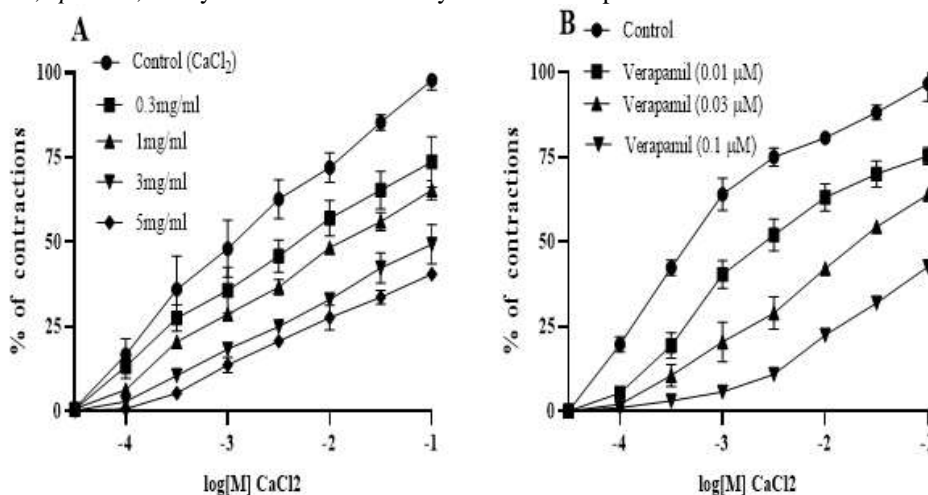 A
Control (CaCl2)
0.3mg/ml
1mg/ml
3mg/ml
5mg/ml
100
75
50
25
0
% of contractions
-4
-3
-2
-1
log[M] CaCl2
B
Control
Verapamil (0.01 µM)
Verapamil (0.03 µM)
Verapamil (0.1 µM)
100
75
50
25
0
% of contractions
-4
-3
-2
log[M] CaCl2